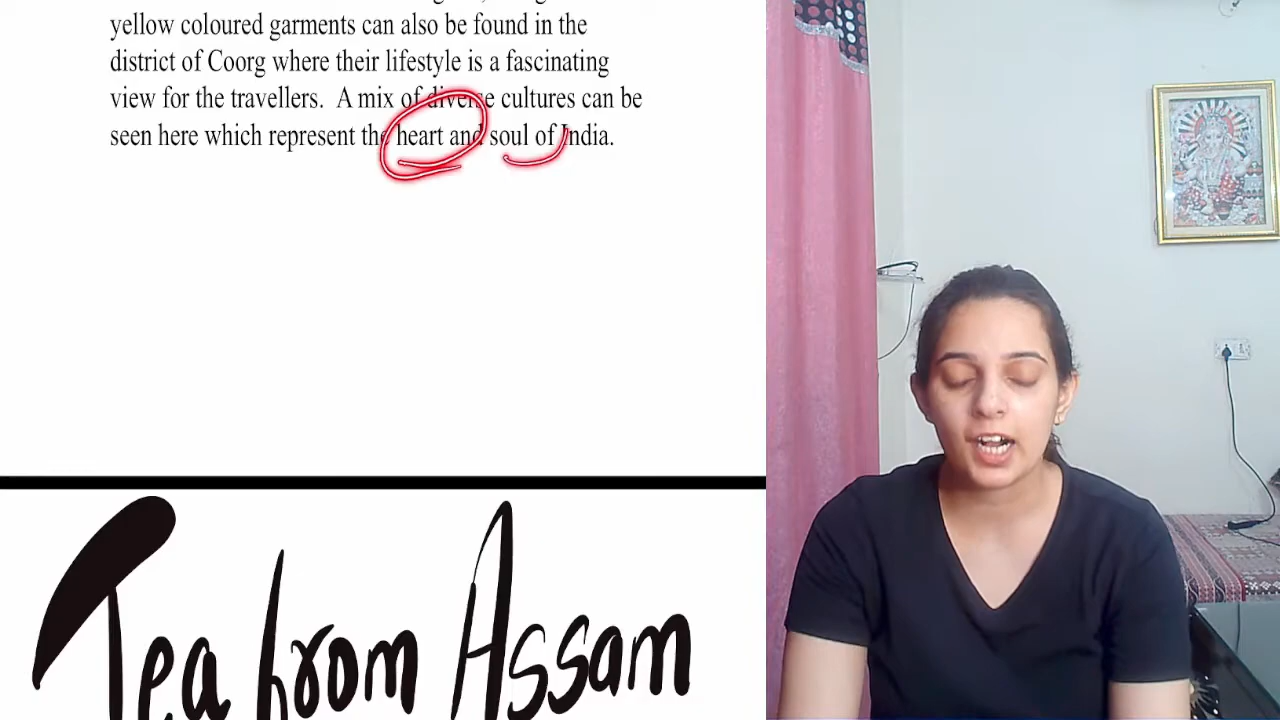 yellow coloured garments can also be found in the
district of Coorg where their lifestyle is a fascinating
view for the travellers. A mix of diverse cultures can be
seen here which represent the heart and soul of India.
Tea from Assam